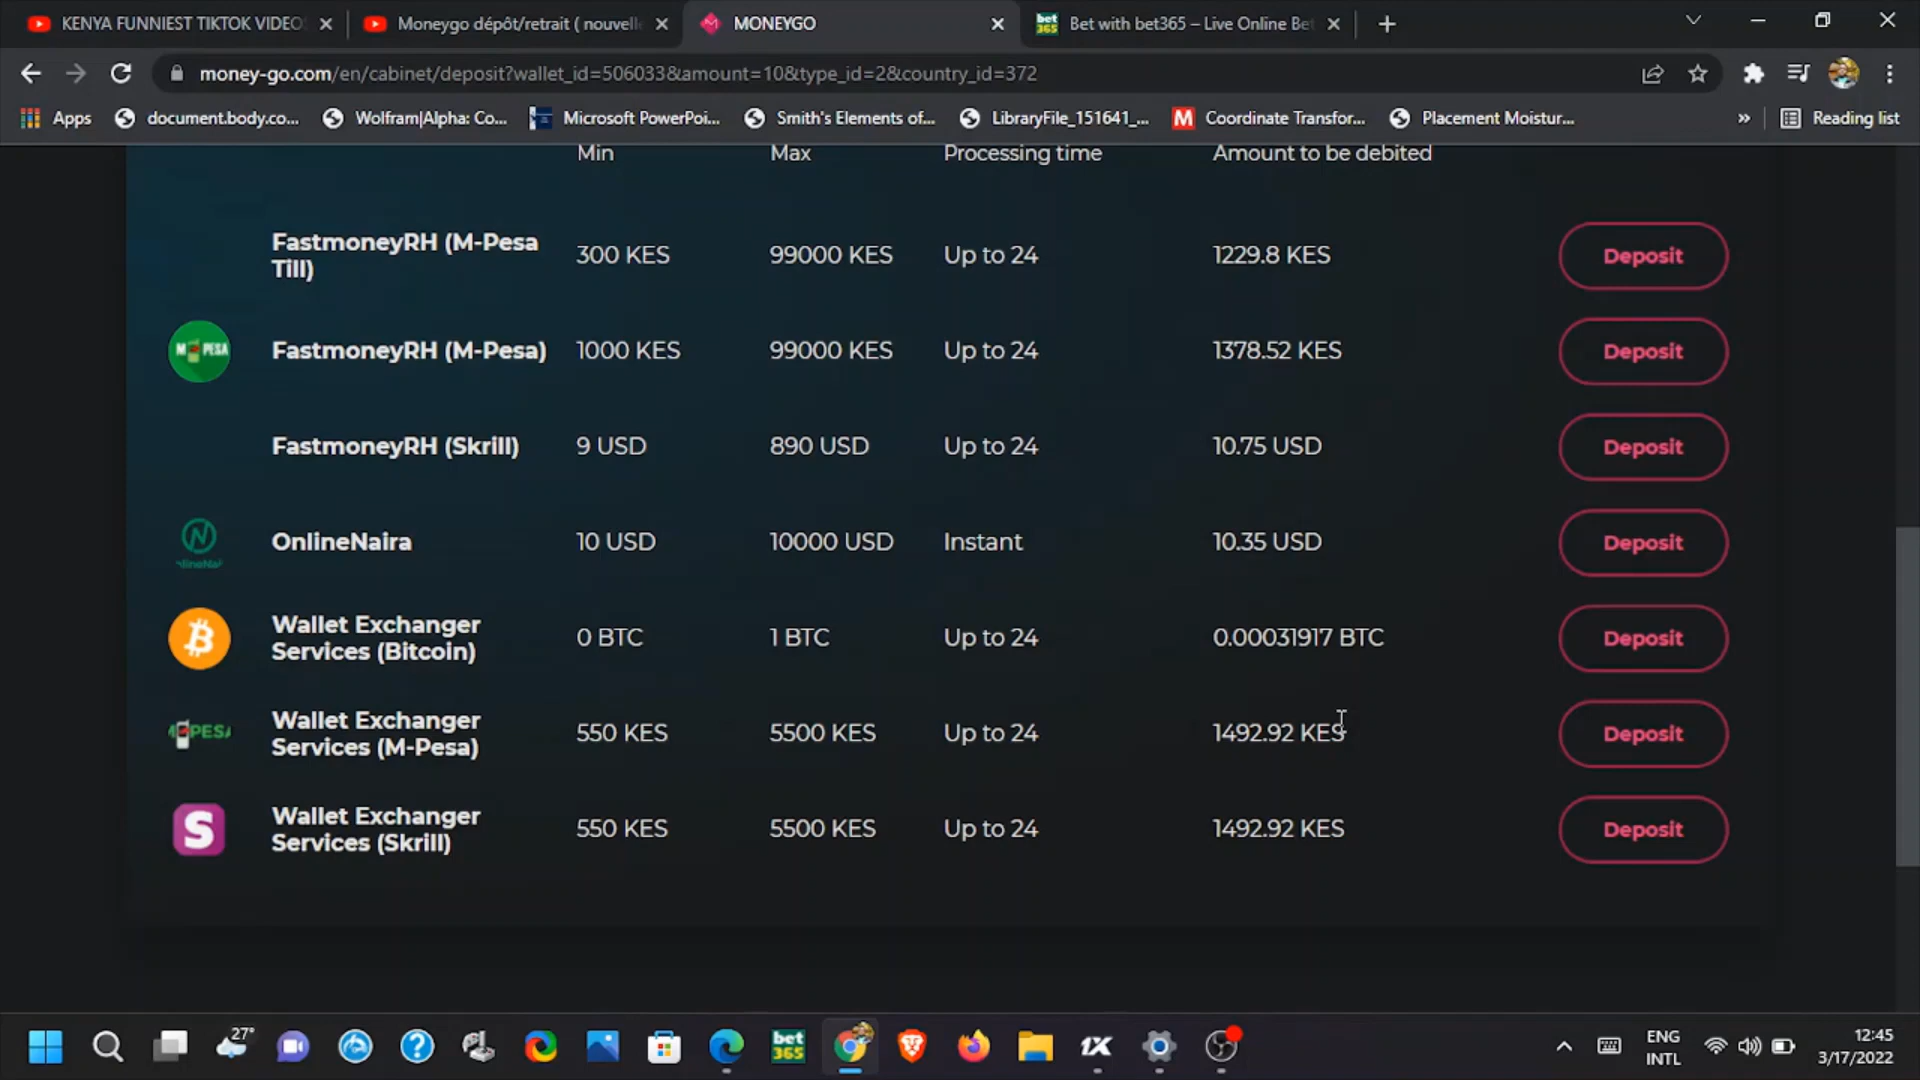 KENYA FUNNIEST TIKTOK VIDEO
Moneygo dépôt/retrait ( nouvell
MONEYGO
bet365
Bet with bet365 – Live Online Bet
money-go.com/en/cabinet/deposit?wallet_id=506033&amount=10&type_id=2&country_id=372
Apps
document.body.co...
Wolfram|Alpha: Co...
Microsoft PowerPoi...
Smith's Elements of...
LibraryFile_151641_...
M
Coordinate Transfor...
Placement Moistur...
»
Reading list
Min Max Processing time Amount to be debited
FastmoneyRH (M-Pesa
Till)
300 KES 99000 KES Up to 24 1229.8 KES Deposit
M PESA
FastmoneyRH (M-Pesa) 1000 KES 99000 KES Up to 24 1378.52 KES Deposit
FastmoneyRH (Skrill) 9 USD 890 USD Up to 24 10.75 USD Deposit
N
OnlineNaira 10 USD 10000 USD Instant 10.35 USD Deposit
Wallet Exchanger
Services (Bitcoin)
0 BTC 1 BTC Up to 24 0.00031917 BTC Deposit
PESA
Wallet Exchanger
Services (M-Pesa)
550 KES 5500 KES Up to 24 1492.92 KES Deposit
S
Wallet Exchanger
Services (Skrill)
550 KES 5500 KES Up to 24 1492.92 KES Deposit
27°
bet365
1X
ENG
INTL
12:45
3/17/2022